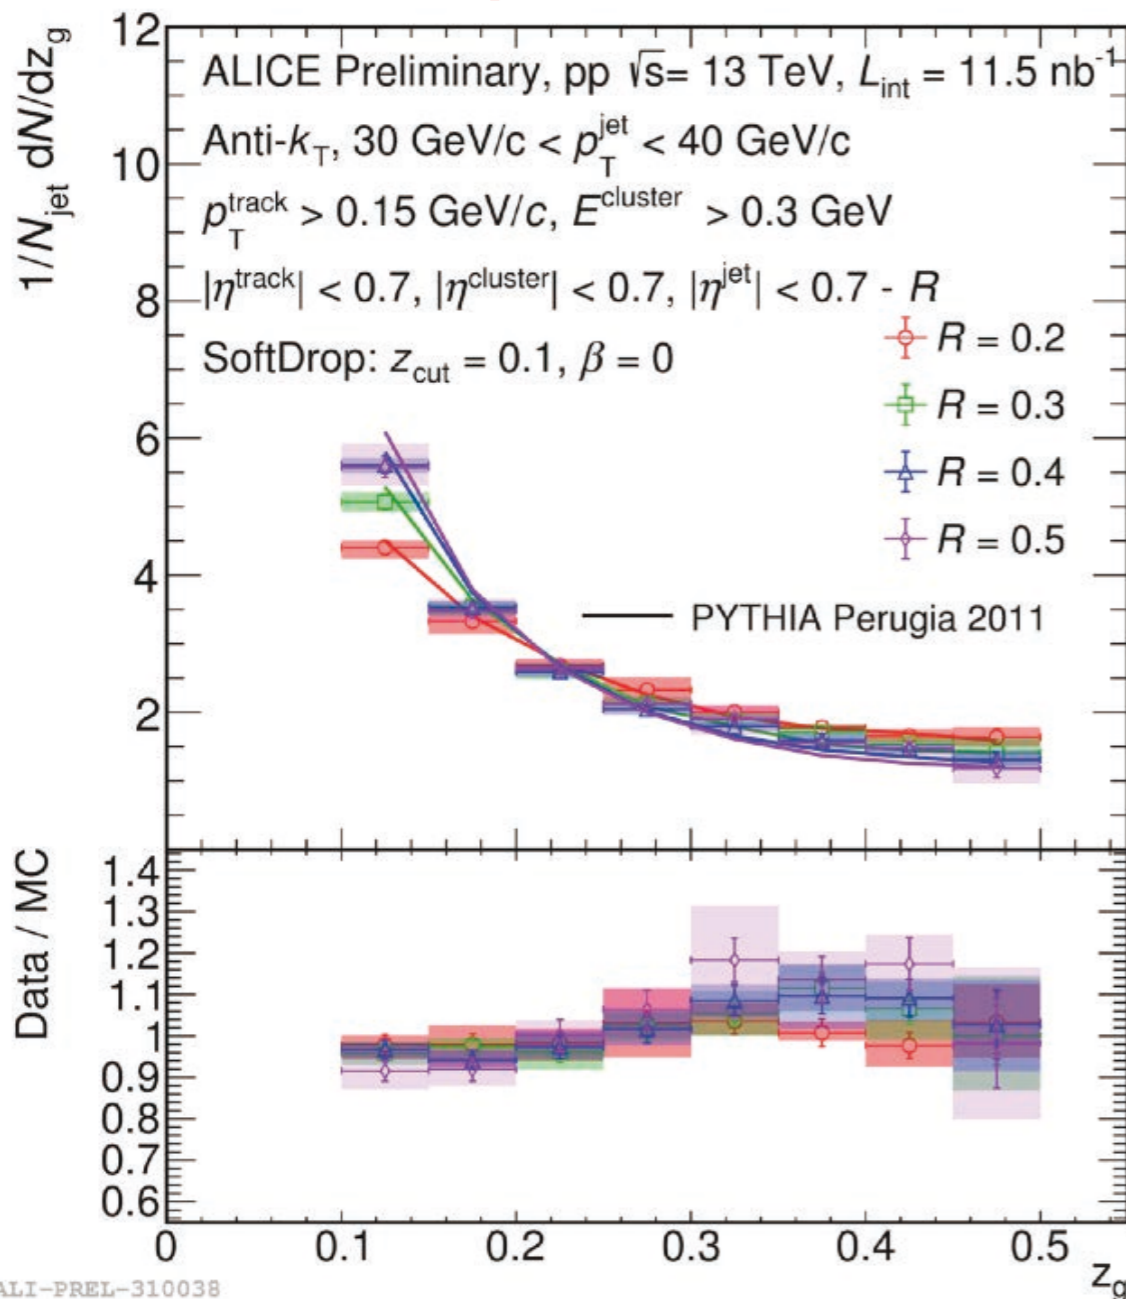 12
ALICE Preliminary, pp √s= 13 TeV, L_int = 11.5 nb^-1
Anti-k_T, 30 GeV/c < p_T^jet < 40 GeV/c
p_T^track > 0.15 GeV/c, E^cluster > 0.3 GeV
|η^track| < 0.7, |η^cluster| < 0.7, |η^jet| < 0.7 - R
SoftDrop: z_cut = 0.1, β = 0
R = 0.2
R = 0.3
R = 0.4
R = 0.5
PYTHIA Perugia 2011
1/N_jet dN/dz_g
10
8
6
4
2
Data / MC
1.4
1.3
1.2
1.1
1
0.9
0.8
0.7
0.6
0
0.1
0.2
0.3
0.4
0.5
z_g
ALI-PREL-310038